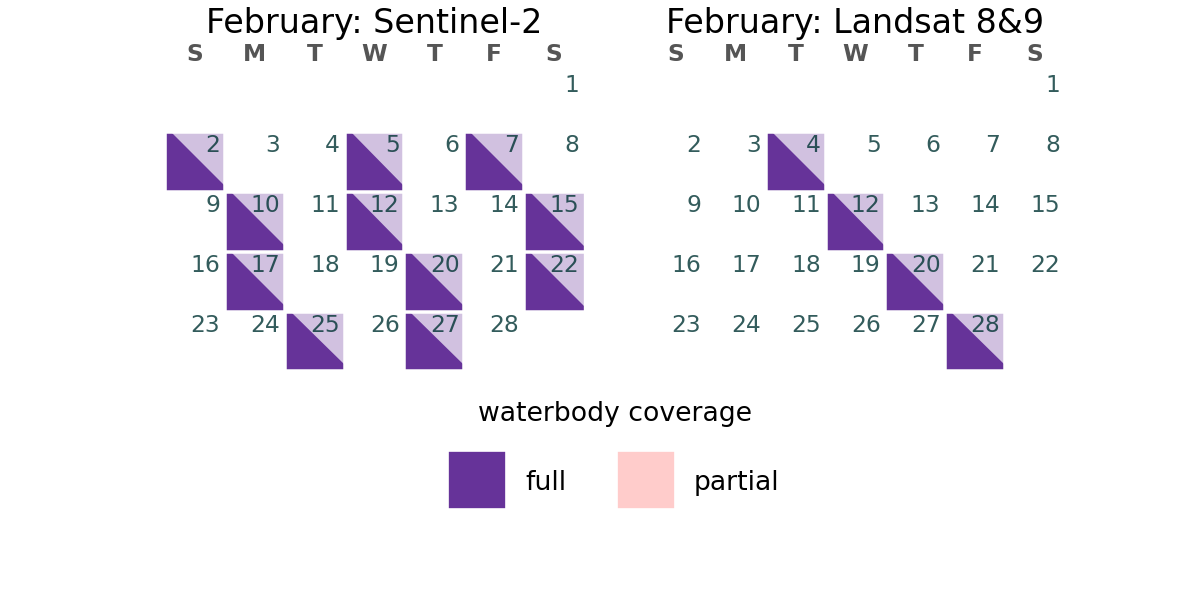 February: Sentinel-2
S M T W T F S
1
2 3 4 5 6 7 8
9 10 11 12 13 14 15
16 17 18 19 20 21 22
23 24 25 26 27 28
February: Landsat 8&9
S M T W T F S
1
2 3 4 5 6 7 8
9 10 11 12 13 14 15
16 17 18 19 20 21 22
23 24 25 26 27 28
waterbody coverage
full partial